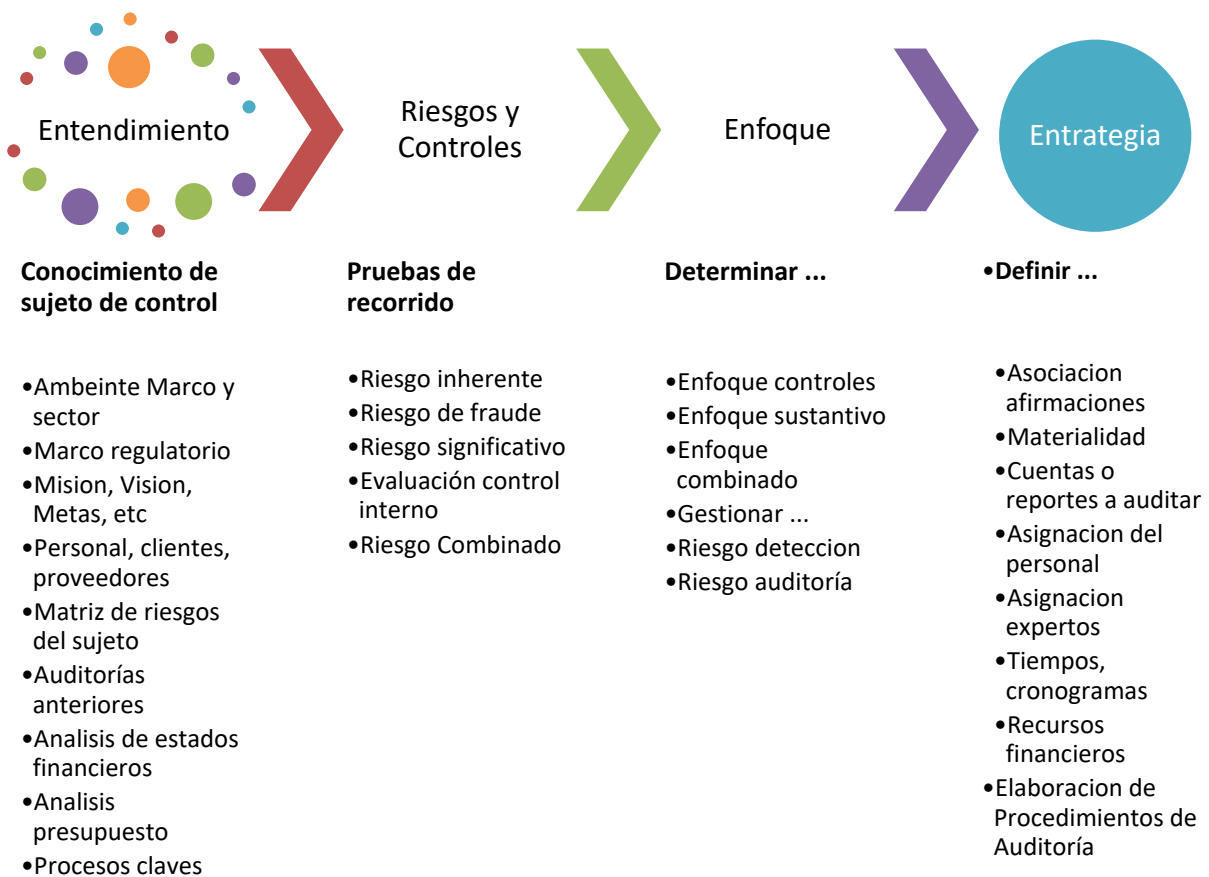 Entendimiento
Riesgos y
Controles
Enfoque
Entrategia
Conocimiento de
sujeto de control
•Ambeinte Marco y
sector
•Marco regulatorio
•Mision, Vision,
Metas, etc
•Personal, clientes,
proveedores
•Matriz de riesgos
del sujeto
•Auditorías
anteriores
•Analisis de estados
financieros
•Analisis
presupuesto
•Procesos claves
Pruebas de
recorrido
•Riesgo inherente
•Riesgo de fraude
•Riesgo significativo
•Evaluación control
interno
•Riesgo Combinado
Determinar ...
•Enfoque controles
•Enfoque sustantivo
•Enfoque
combinado
•Gestionar ...
•Riesgo deteccion
•Riesgo auditoría
•Definir ...
•Asociacion
afirmaciones
•Materialidad
•Cuentas o
reportes a auditar
•Asignacion del
personal
•Asignacion
expertos
•Tiempos,
cronogramas
•Recursos
financieros
•Elaboracion de
Procedimientos de
Auditoría